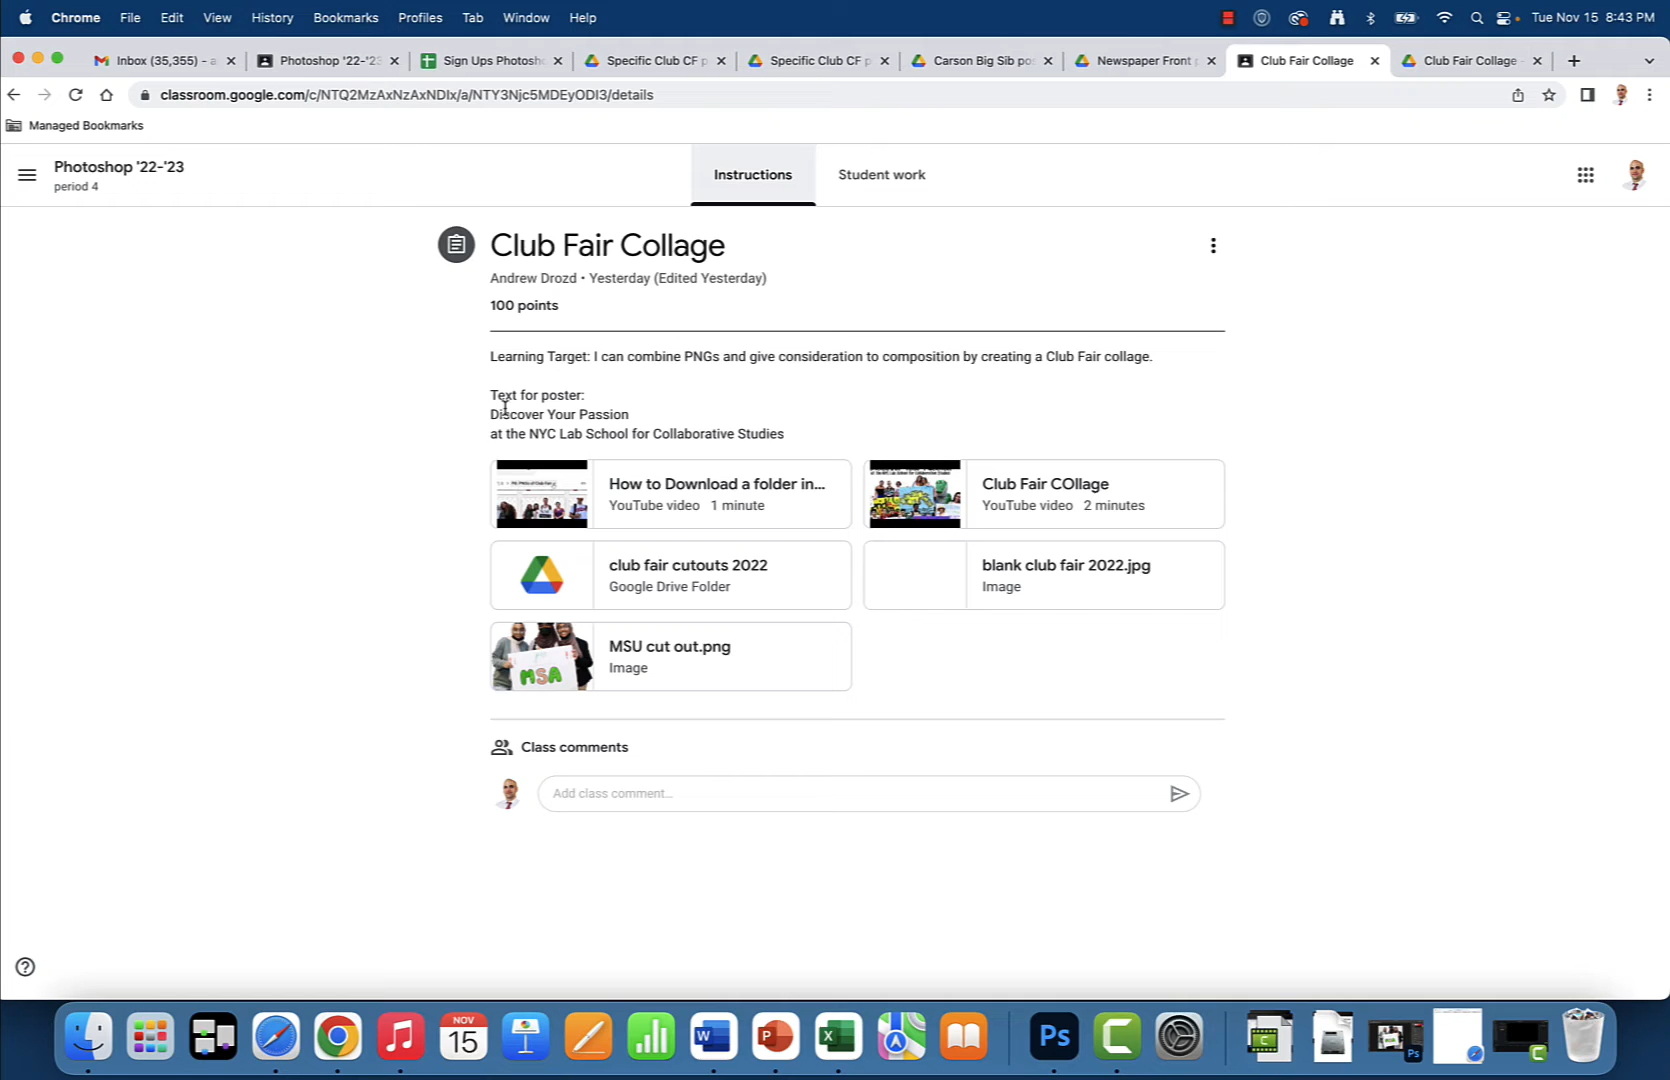 Chrome File Edit View History Bookmarks Profiles Tab Window Help Tue Nov 15 8:43 PM
Inbox (35,355) - a Photoshop '22-'23 Sign Ups Photosh Specific Club CF p Specific Club CF p Carson Big Sib po Newspaper Front Club Fair Collage Club Fair Collage -
classroom.google.com/c/NTQ2MzAxNzAxNDIx/a/NTY3Njc5MDEyODI3/details
Managed Bookmarks
Photoshop '22-'23
period 4
Instructions
Student work
Club Fair Collage
Andrew Drozd • Yesterday (Edited Yesterday)
100 points
Learning Target: I can combine PNGs and give consideration to composition by creating a Club Fair collage.
Text for poster:
Discover Your Passion
at the NYC Lab School for Collaborative Studies
How to Download a folder in...
YouTube video 1 minute
Club Fair COllage
YouTube video 2 minutes
club fair cutouts 2022
Google Drive Folder
blank club fair 2022.jpg
Image
MSA
MSU cut out.png
Image
Class comments
Add class comment...
NOV
15
W
P
X
Ps
C
Ps
C